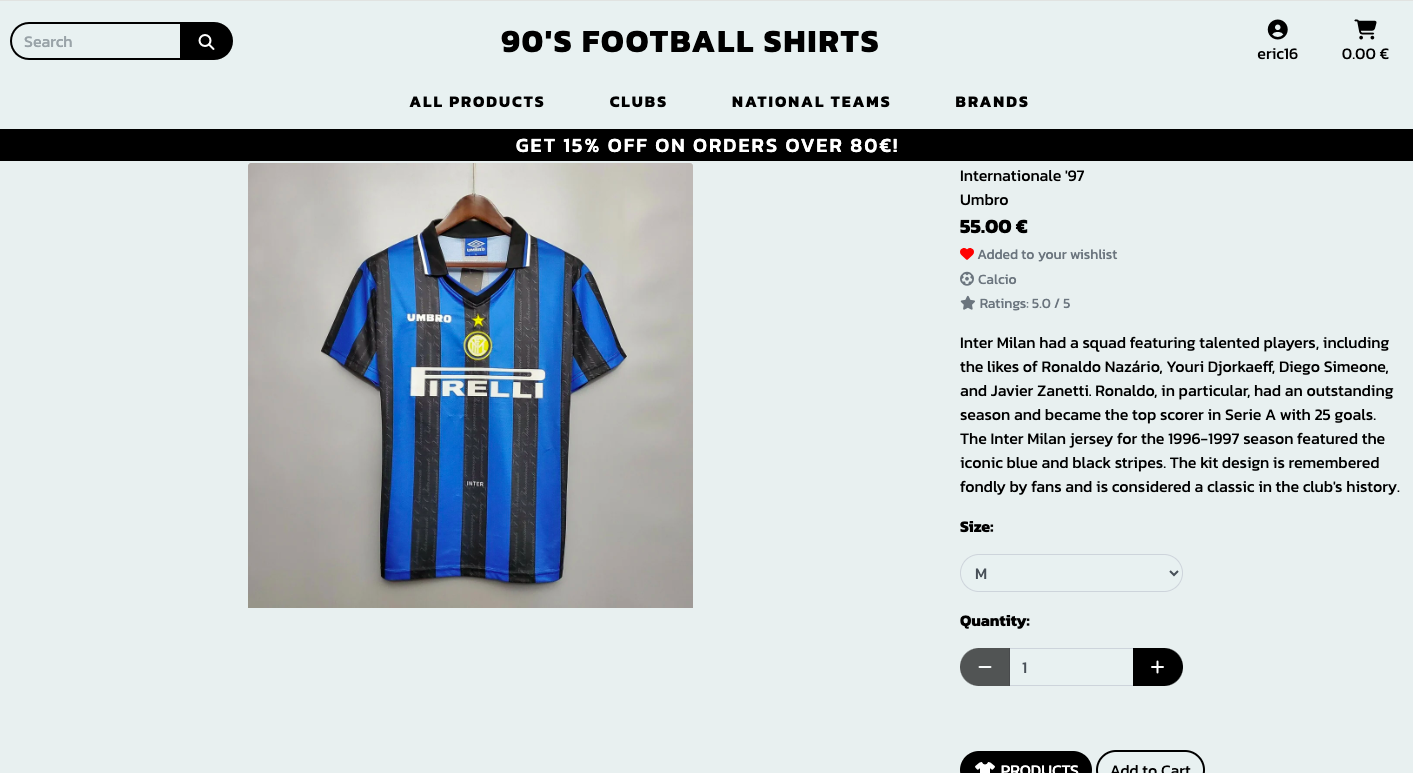 Search
90'S FOOTBALL SHIRTS
eric16
0.00 €
ALL PRODUCTS
CLUBS
NATIONAL TEAMS
BRANDS
GET 15% OFF ON ORDERS OVER 80€!
UMBRO
PIRELLI
INTER
Internationale '97
Umbro
55.00 €
Added to your wishlist
Calcio
Ratings: 5.0 / 5
Inter Milan had a squad featuring talented players, including
the likes of Ronaldo Nazário, Youri Djorkaeff, Diego Simeone,
and Javier Zanetti. Ronaldo, in particular, had an outstanding
season and became the top scorer in Serie A with 25 goals.
The Inter Milan jersey for the 1996-1997 season featured the
iconic blue and black stripes. The kit design is remembered
fondly by fans and is considered a classic in the club's history.
Size:
M
Quantity:
1
PRODUCTS
Add to Cart